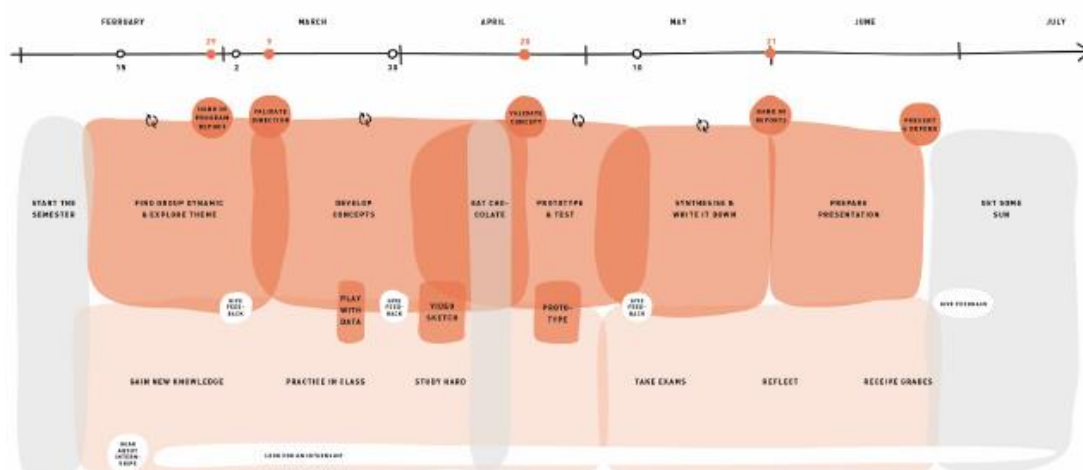 FEBRUARY MARCH APRIL MAY JUNE JULY
29 9 20 21
15 2 30 10
HAND IN
PROGRAM
REPORT
VALIDATE
DIRECTION
VALIDATE
CONCEPT
HAND IN
REPORTS
PRESENT
& DEFEND
START THE
SEMESTER
FIND GROUP DYNAMIC
& EXPLORE THEME
DEVELOP
CONCEPTS
EAT CHO-
COLATE
PROTOTYPE
& TEST
SYNTHESISE &
WRITE IT DOWN
PREPARE
PRESENTATION
GET SOME
SUN
GIVE
FEED-
BACK
PLAY
WITH
DATA
GIVE
FEED-
BACK
VIDEO
SKETCH
PROTO-
TYPE
GIVE
FEED-
BACK
GIVE FEEDBACK
GAIN NEW KNOWLEDGE
PRACTICE IN CLASS
STUDY HARD
TAKE EXAMS
REFLECT
RECEIVE GRADES
HEAR
ABOUT
INTERN-
SHIPS
LOOK FOR AN INTERNSHIP